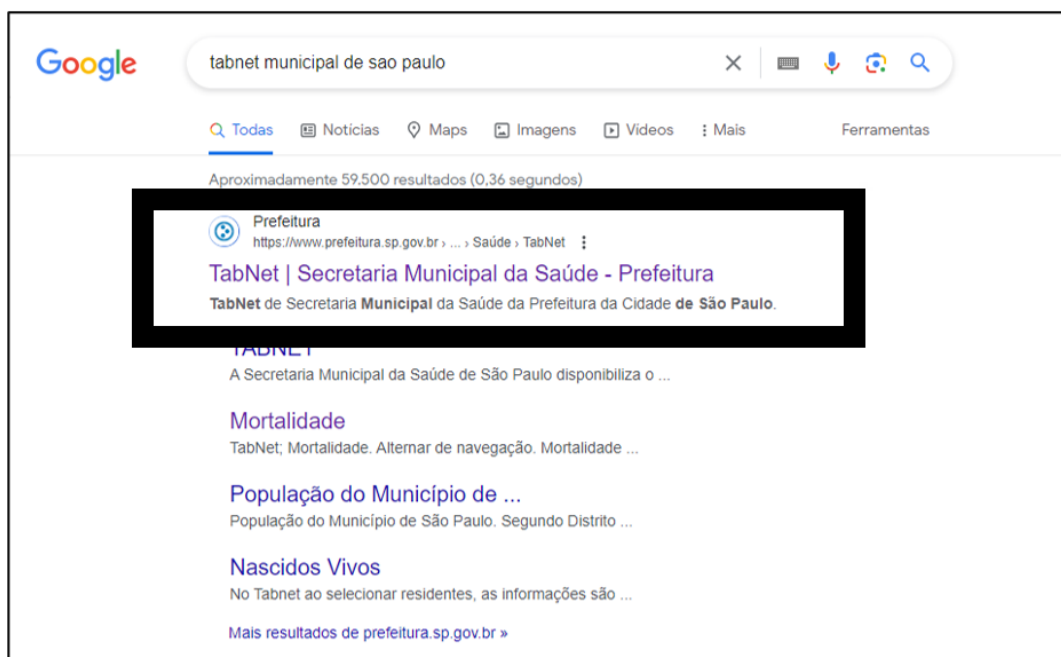 Google
tabnet municipal de sao paulo
Todas Notícias Maps Imagens Vídeos Mais Ferramentas
Aproximadamente 59.500 resultados (0,36 segundos)
Prefeitura
https://www.prefeitura.sp.gov.br › ... › Saúde › TabNet
TabNet | Secretaria Municipal da Saúde - Prefeitura
TabNet de Secretaria Municipal da Saúde da Prefeitura da Cidade de São Paulo.
TABNET
A Secretaria Municipal da Saúde de São Paulo disponibiliza o ...
Mortalidade
TabNet; Mortalidade. Alternar de navegação. Mortalidade ...
População do Município de ...
População do Município de São Paulo. Segundo Distrito ...
Nascidos Vivos
No Tabnet ao selecionar residentes, as informações são ...
Mais resultados de prefeitura.sp.gov.br »